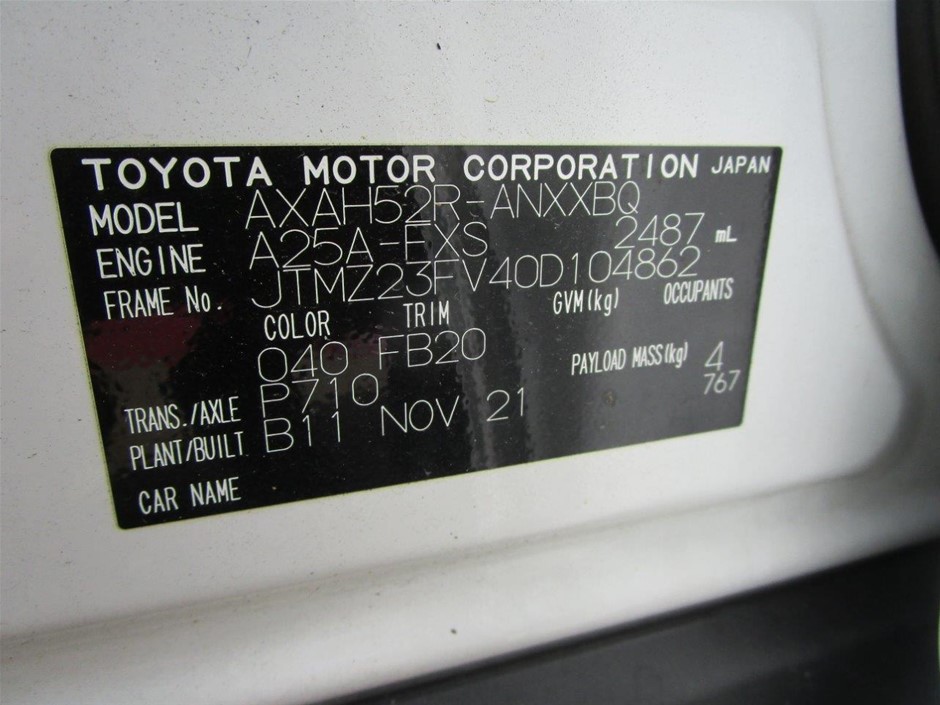 TOYOTA MOTOR CORPORATION JAPAN
MODEL AXAH52R-ANXXBQ
ENGINE A25A-FXS 2487 mL
FRAME No. JTMZ23FV40D104862
COLOR TRIM GVM(kg) OCCUPANTS
040 FB20 PAYLOAD MASS(kg) 4
TRANS./AXLE P710 767
PLANT/BUILT B11 NOV 21
CAR NAME